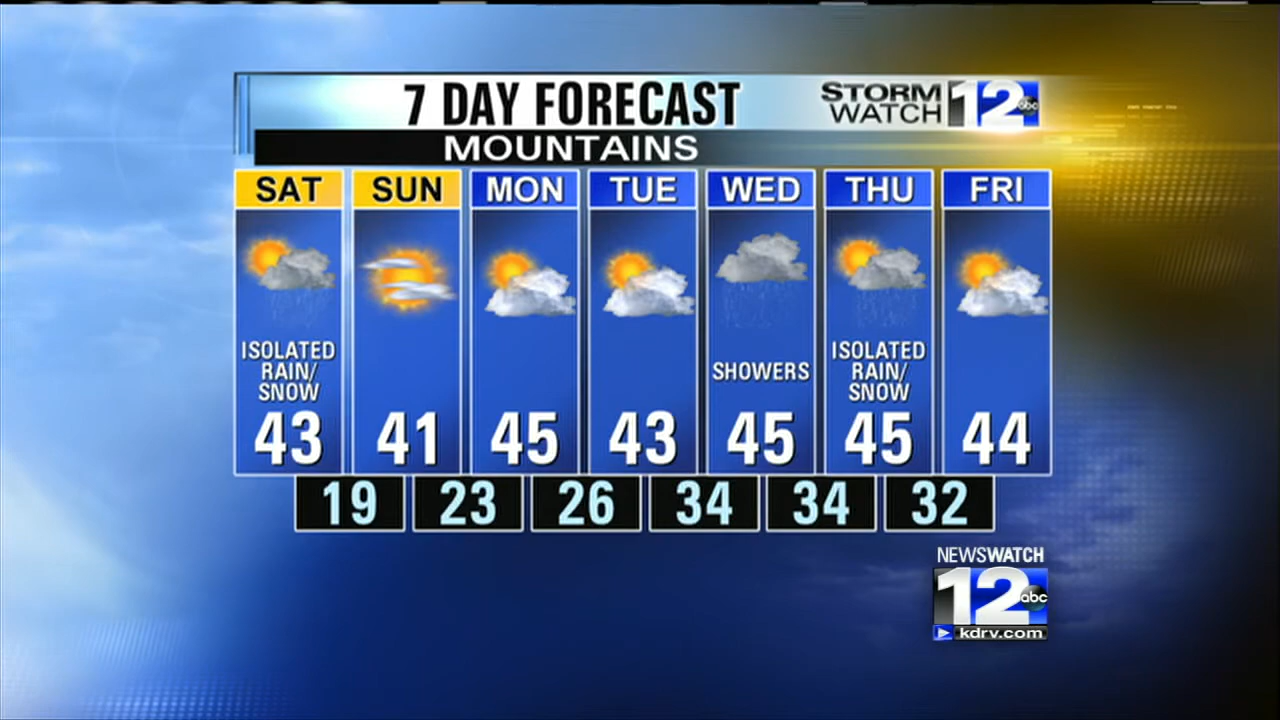 7 DAY FORECAST
STORM
WATCH
12
abc
MOUNTAINS
SAT
SUN
MON
TUE
WED
THU
FRI
ISOLATED
RAIN/
SNOW
SHOWERS
ISOLATED
RAIN/
SNOW
43
41
45
43
45
45
44
19
23
26
34
34
32
NEWSWATCH
12
abc
kdrv.com